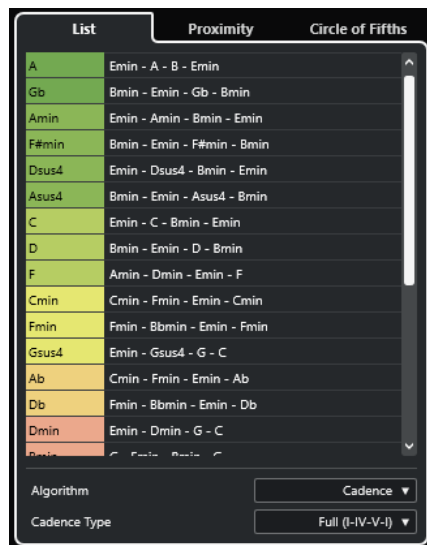 List Proximity Circle of Fifths
A Emin - A - B - Emin
Gb Bmin - Emin - Gb - Bmin
Amin Emin - Amin - Bmin - Emin
F#min Bmin - Emin - F#min - Bmin
Dsus4 Emin - Dsus4 - Bmin - Emin
Asus4 Bmin - Emin - Asus4 - Bmin
C Emin - C - Bmin - Emin
D Bmin - Emin - D - Bmin
F Amin - Dmin - Emin - F
Cmin Cmin - Fmin - Emin - Cmin
Fmin Fmin - Bbmin - Emin - Fmin
Gsus4 Emin - Gsus4 - G - C
Ab Cmin - Fmin - Emin - Ab
Db Fmin - Bbmin - Emin - Db
Dmin Emin - Dmin - G - C
Algorithm Cadence
Cadence Type Full (I-IV-V-I)